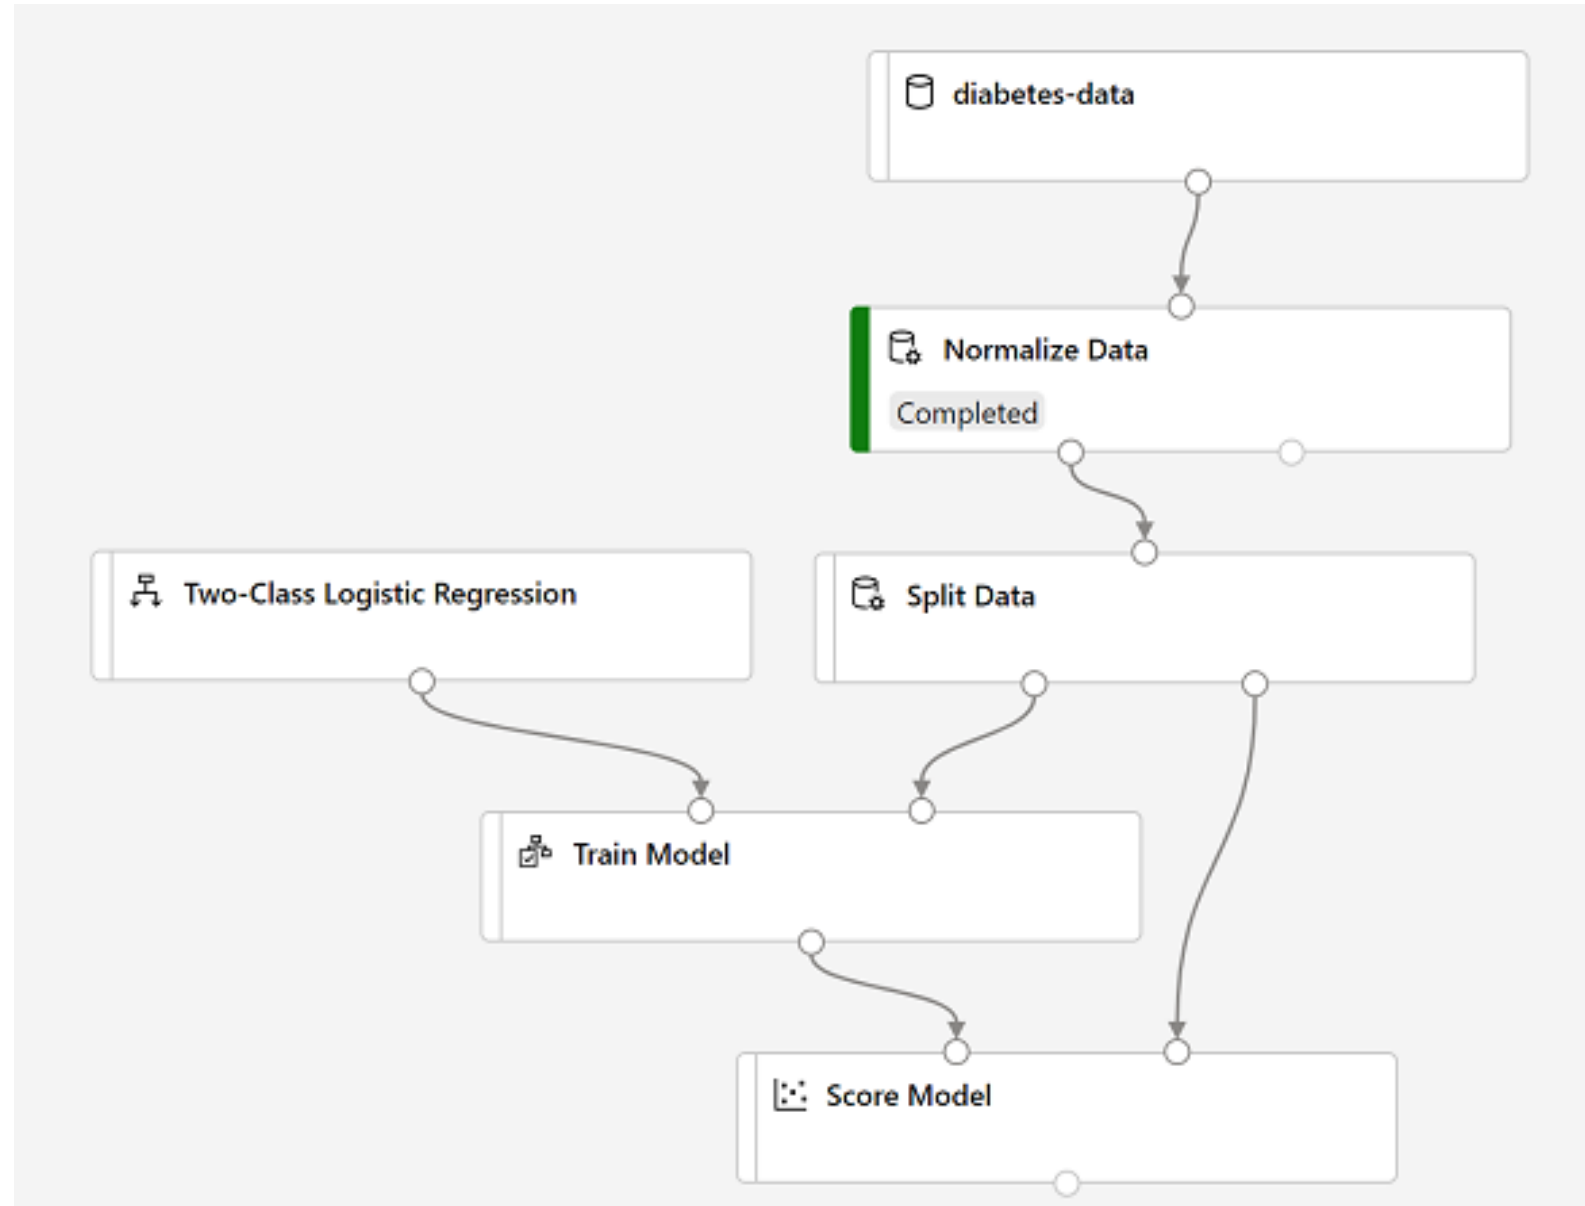 diabetes-data
Normalize Data
Completed
Two-Class Logistic Regression
Split Data
Train Model
Score Model